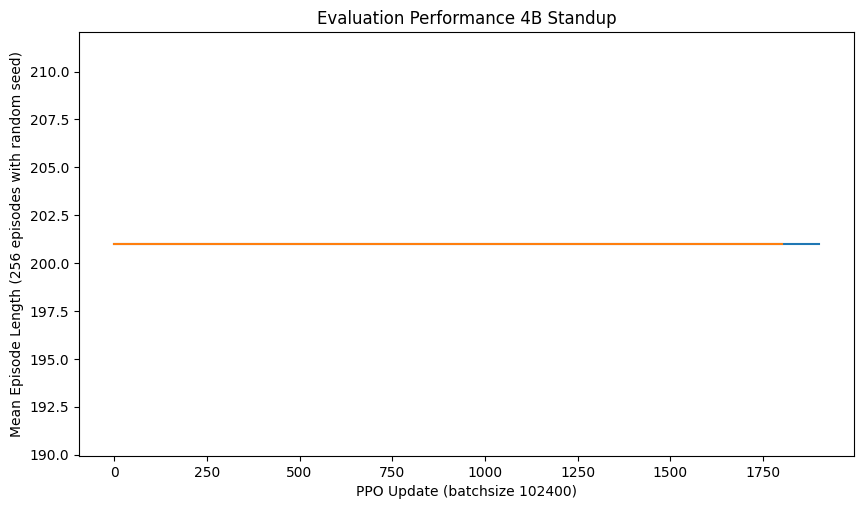 Evaluation Performance 4B Standup
Mean Episode Length (256 episodes with random seed)
210.0
207.5
205.0
202.5
200.0
197.5
195.0
192.5
190.0
0 250 500 750 1000 1250 1500 1750
PPO Update (batchsize 102400)